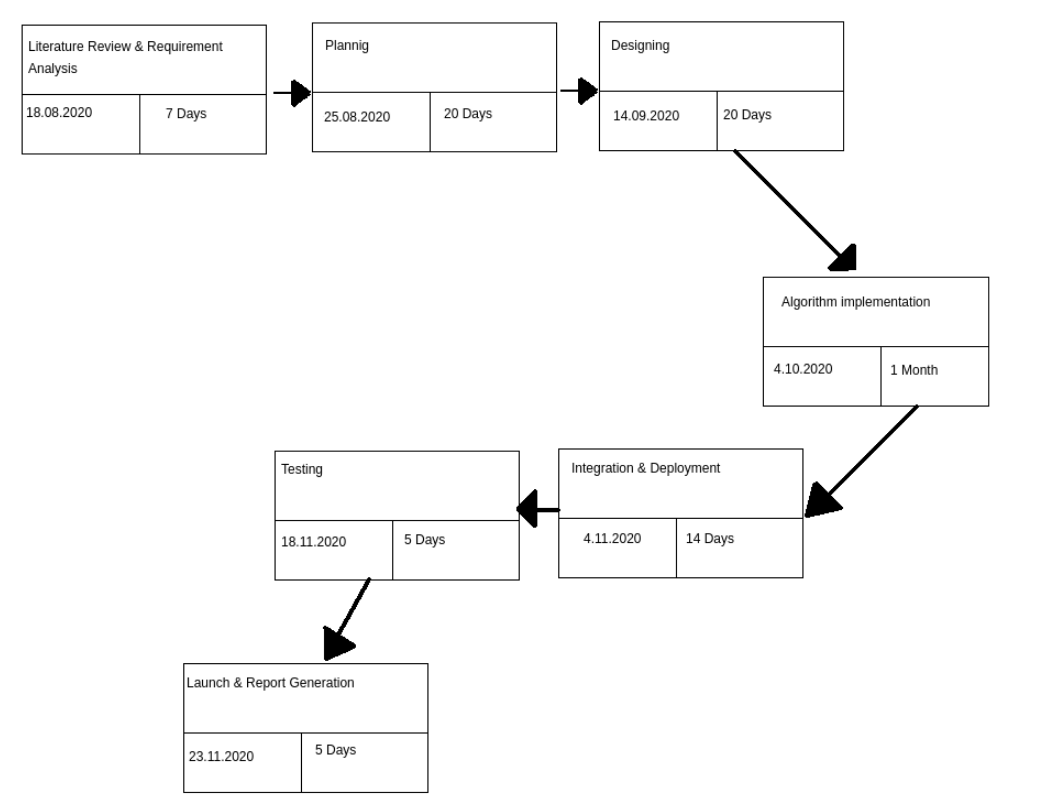 Literature Review & Requirement
Analysis
18.08.2020
7 Days
Plannig
25.08.2020
20 Days
Designing
14.09.2020
20 Days
Algorithm implementation
4.10.2020
1 Month
Integration & Deployment
4.11.2020
14 Days
Testing
18.11.2020
5 Days
Launch & Report Generation
23.11.2020
5 Days